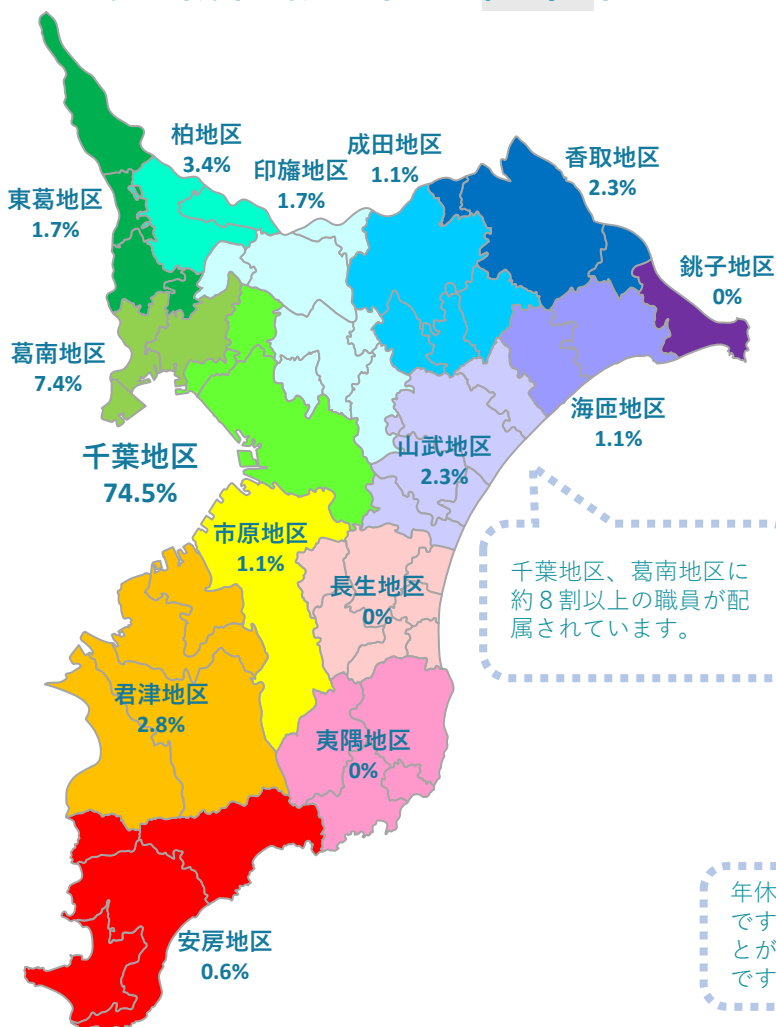 柏地区
3.4%
印旛地区
1.7%
成田地区
1.1%
香取地区
2.3%
東葛地区
1.7%
銚子地区
0%
葛南地区
7.4%
海匝地区
1.1%
千葉地区
74.5%
山武地区
2.3%
市原地区
1.1%
千葉地区、葛南地区に
約８割以上の職員が配
属されています。
長生地区
0%
君津地区
2.8%
夷隅地区
0%
年休
です
とが
です
安房地区
0.6%